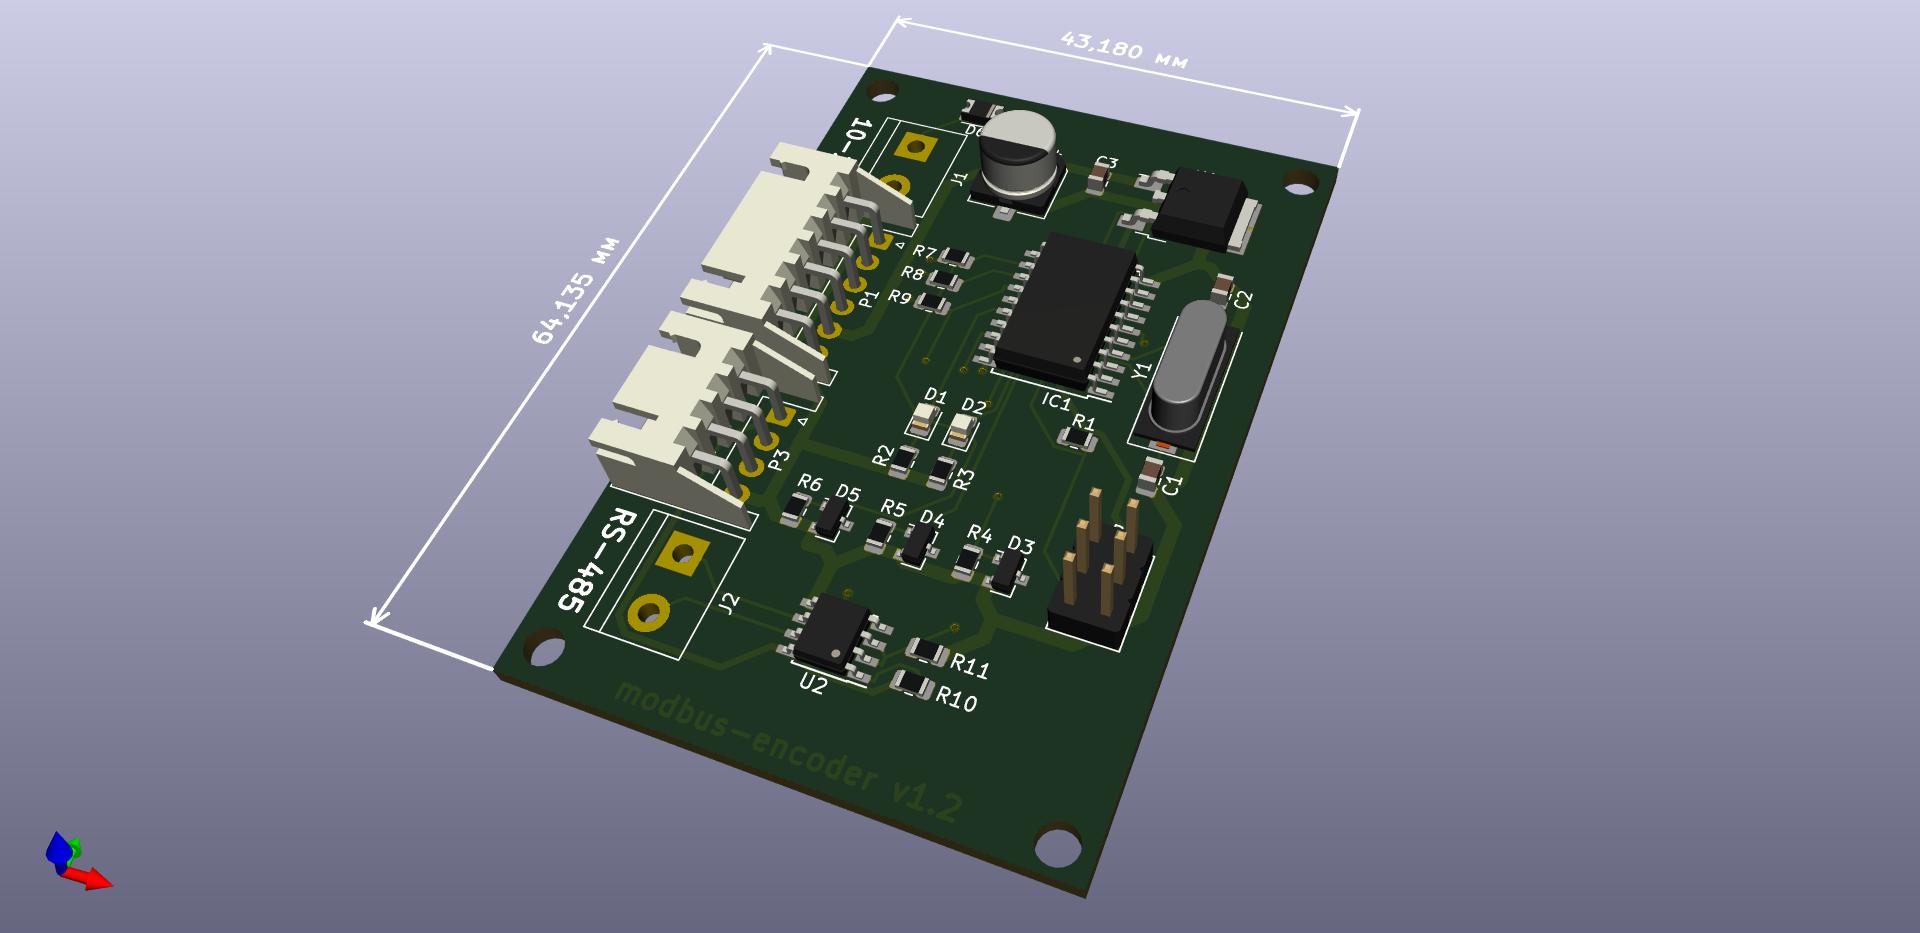 43,180 мм
64,135 мм
10-
J1
C3
R7
R8
R9
P1
C2
Y1
IC1
D1
D2
R1
R2
R3
P3
C1
R6
D5
R5
D4
R4
D3
RS-485
J2
U2
R11
R10
modbus-encoder v1.2